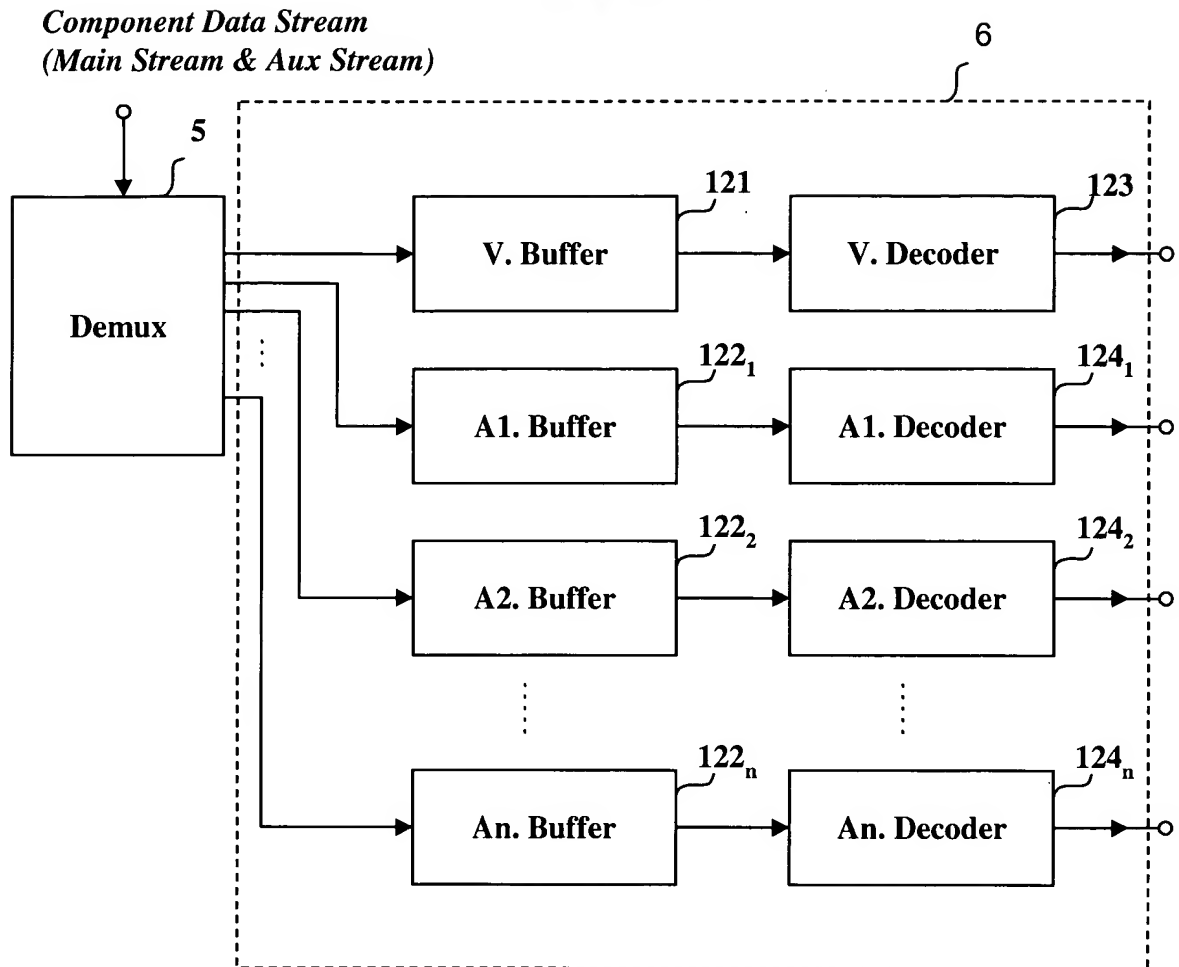 Component Data Stream
(Main Stream & Aux Stream)
6
5
121
123
V. Buffer
V. Decoder
Demux
122₁
124₁
A1. Buffer
A1. Decoder
122₂
124₂
A2. Buffer
A2. Decoder
122ₙ
124ₙ
An. Buffer
An. Decoder